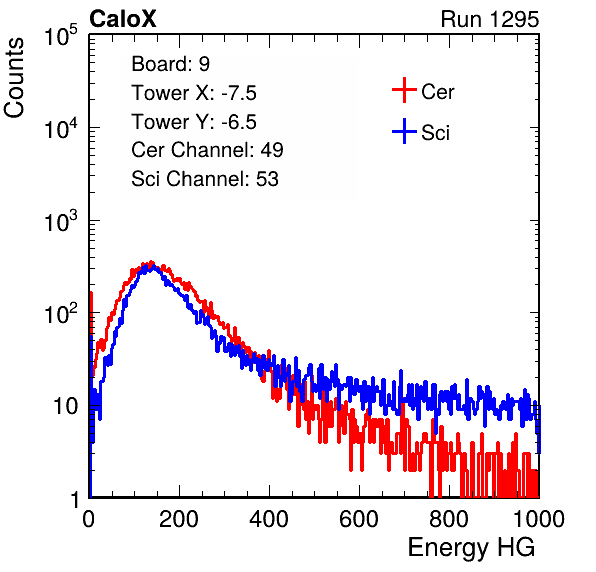 CaloX Run 1295
10^5
Counts
Board: 9
Tower X: -7.5
Tower Y: -6.5
Cer Channel: 49
Sci Channel: 53
Cer
Sci
10^4
10^3
10^2
10
1
0 200 400 600 800 1000
Energy HG